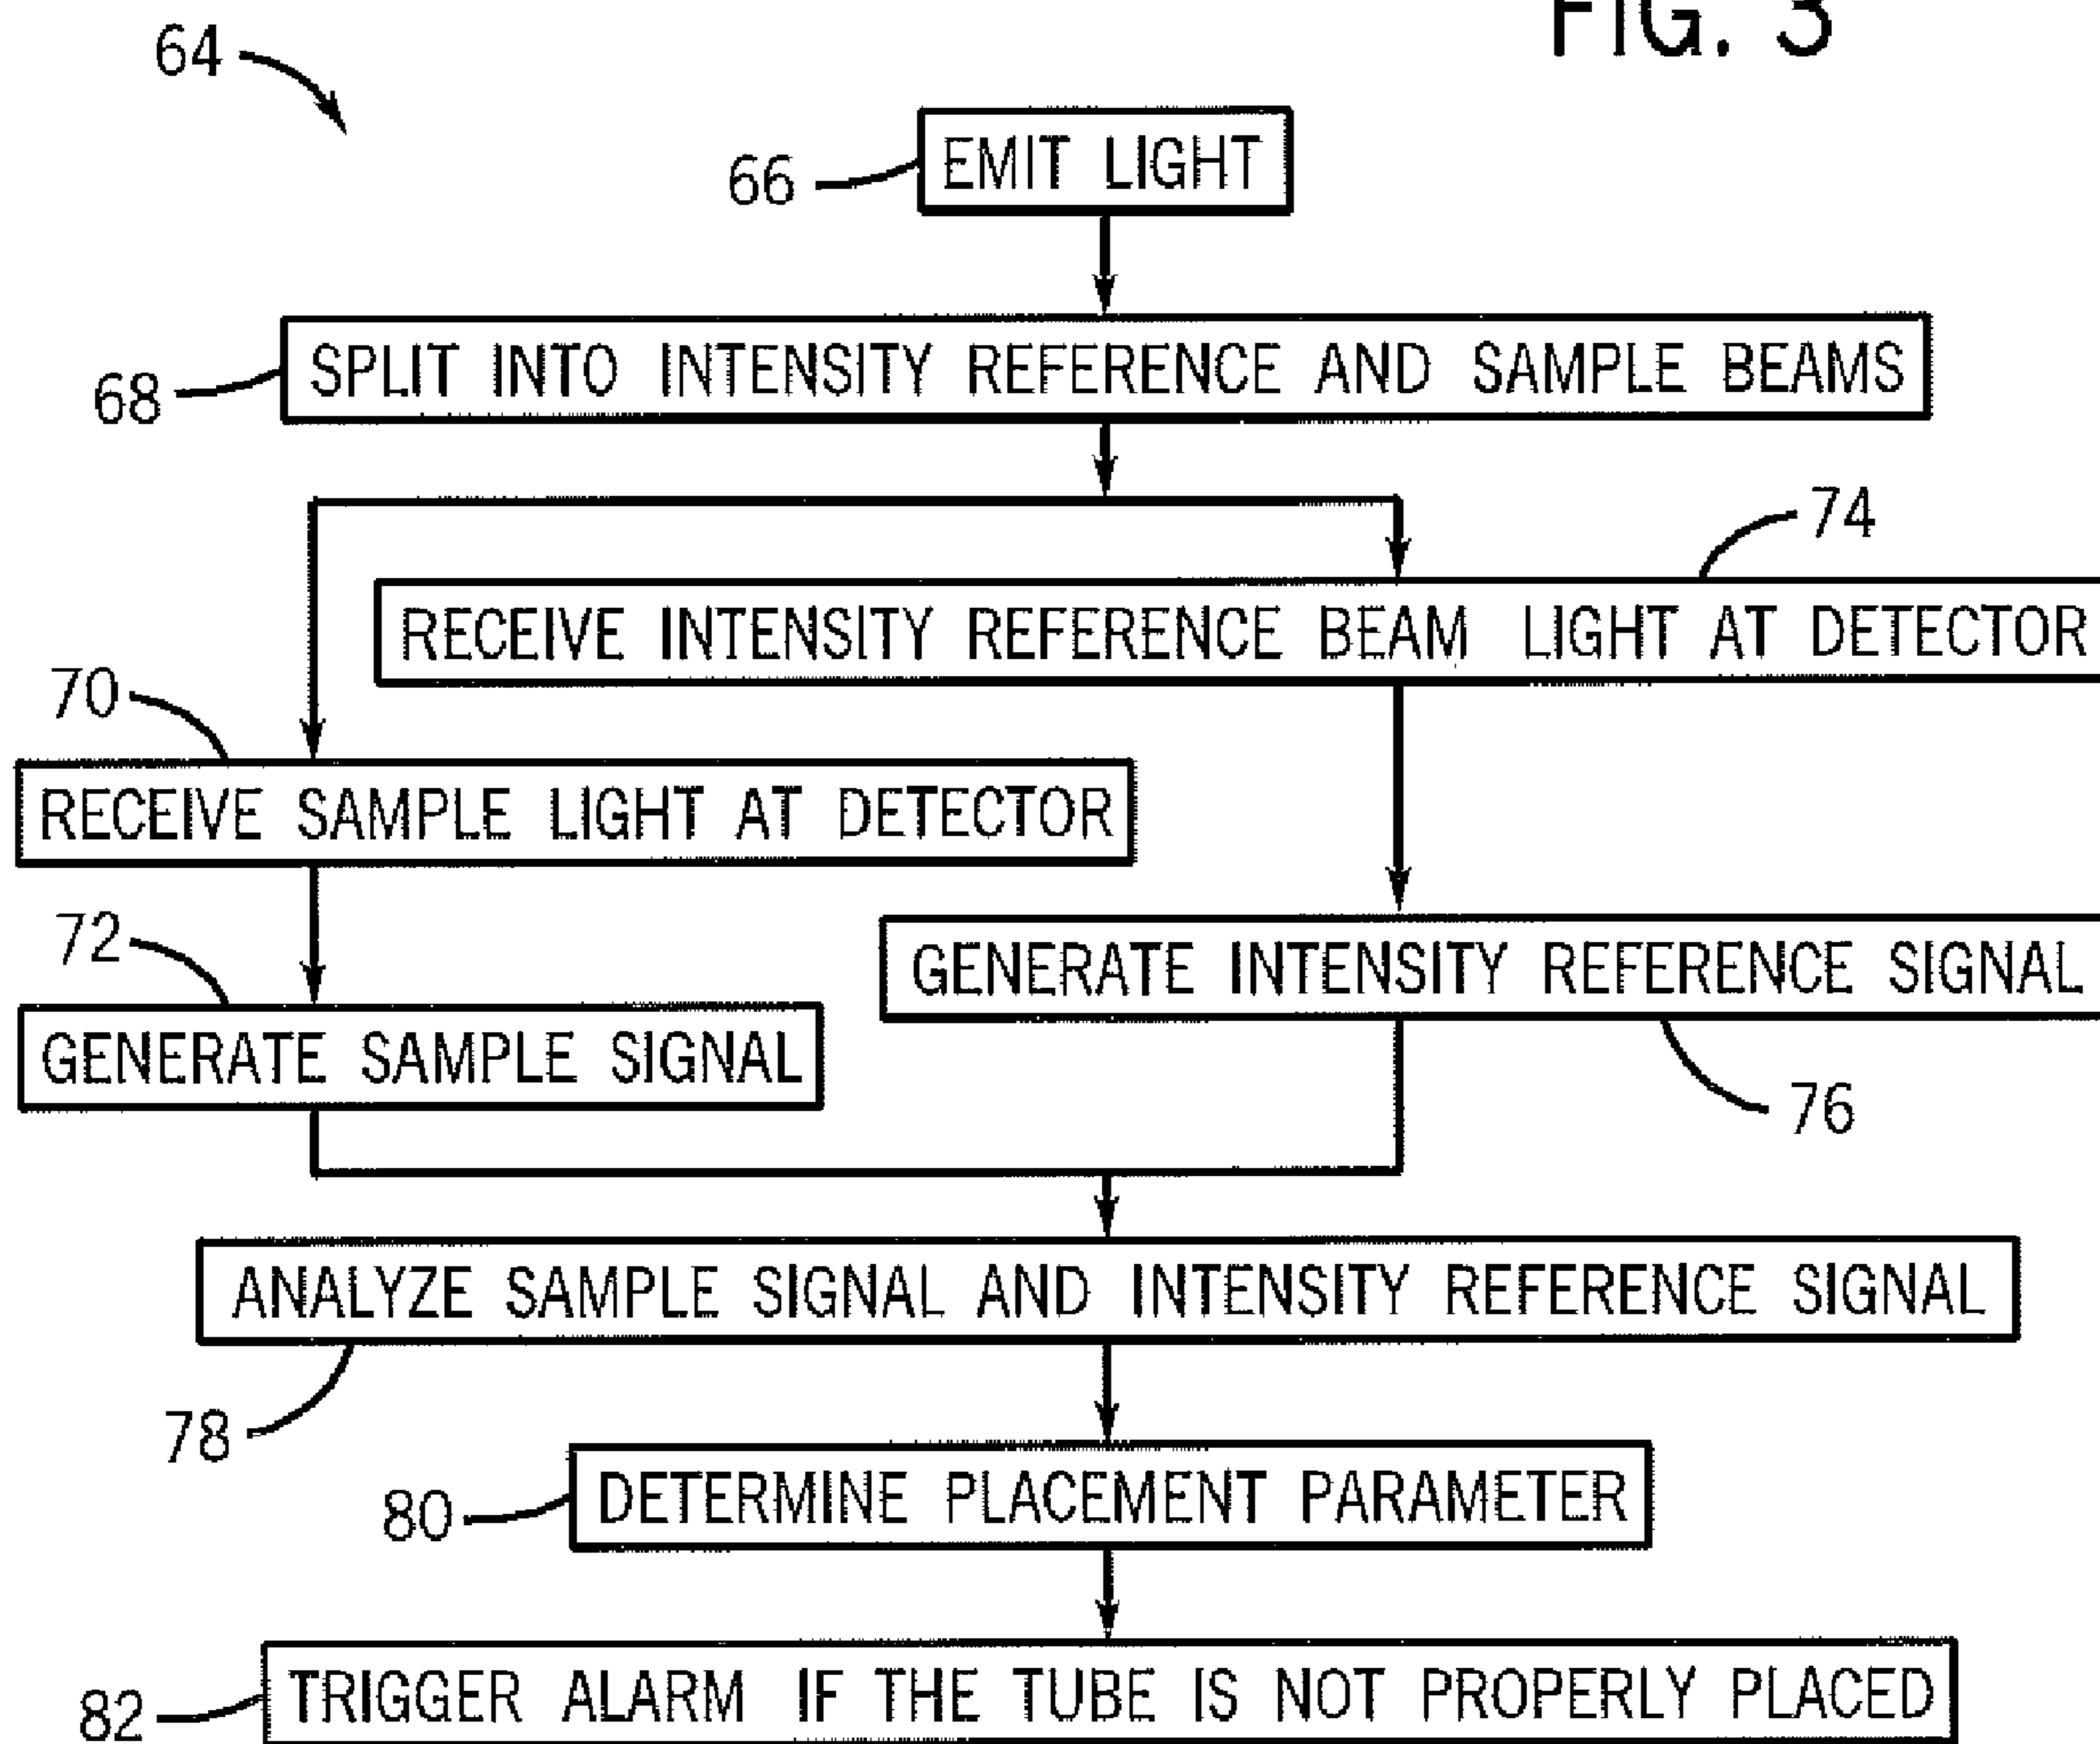 FIG. 3
64
66
EMIT LIGHT
68
SPLIT INTO INTENSITY REFERENCE AND SAMPLE BEAMS
74
RECEIVE INTENSITY REFERENCE BEAM LIGHT AT DETECTOR
70
RECEIVE SAMPLE LIGHT AT DETECTOR
72
GENERATE INTENSITY REFERENCE SIGNAL
GENERATE SAMPLE SIGNAL
76
ANALYZE SAMPLE SIGNAL AND INTENSITY REFERENCE SIGNAL
78
80
DETERMINE PLACEMENT PARAMETER
82
TRIGGER ALARM IF THE TUBE IS NOT PROPERLY PLACED